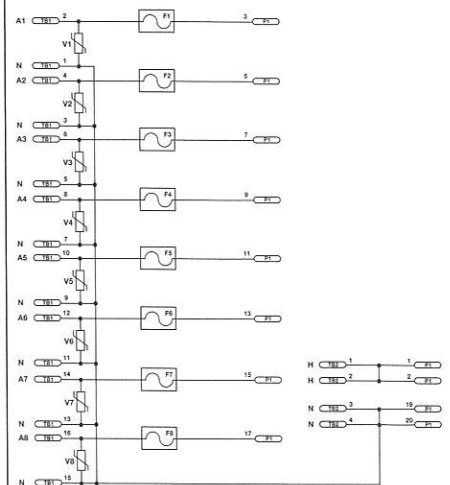 A1 TB1 2 F1 3 P1
V1
N TB1 1
A2 TB1 4 F2 5 P1
V2
N TB1 3
A3 TB1 6 F3 7 P1
V3
N TB1 5
A4 TB1 8 F4 9 P1
V4
N TB1 7
A5 TB1 10 F5 11 P1
V5
N TB1 9
A6 TB1 12 F6 13 P1
V6
N TB1 11
H TB2 1 1 P1
A7 TB1 14 F7 15 P1
H TB2 2 2 P1
V7
N TB2 3 19 P1
N TB1 13
N TB2 4 20 P1
A8 TB1 16 F8 17 P1
V8
N TB1 15